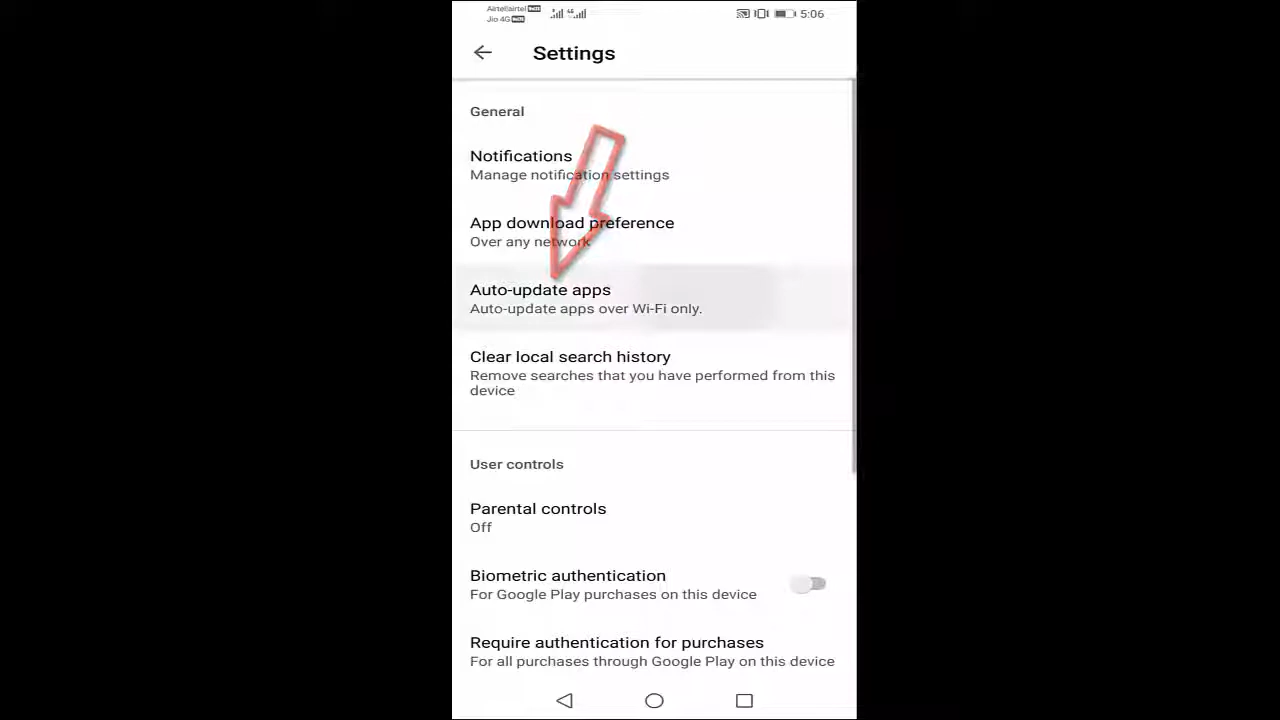 Airtellairtel VoLTE
Jio 4G VoLTE
5:06
Settings
General
Notifications
Manage notification settings
App download preference
Over any network
Auto-update apps
Auto-update apps over Wi-Fi only.
Clear local search history
Remove searches that you have performed from this
device
User controls
Parental controls
Off
Biometric authentication
For Google Play purchases on this device
Require authentication for purchases
For all purchases through Google Play on this device